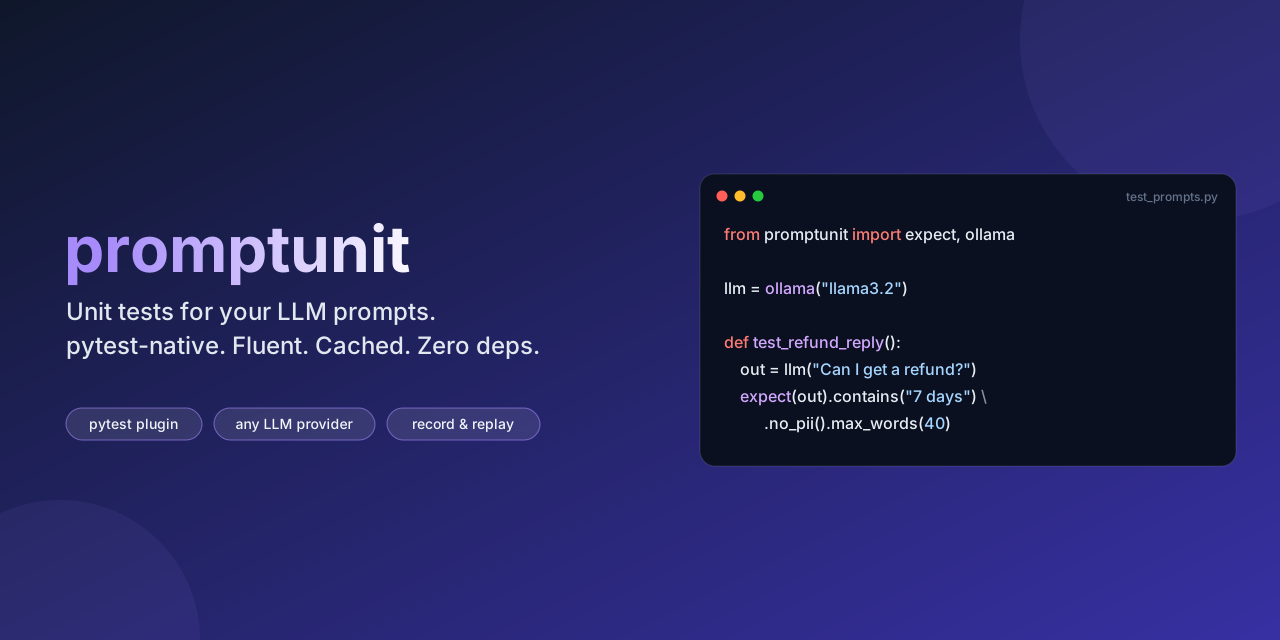 promptunit
Unit tests for your LLM prompts.
pytest-native. Fluent. Cached. Zero deps.
pytest plugin
any LLM provider
record & replay
test_prompts.py
from promptunit import expect, ollama
llm = ollama("llama3.2")
def test_refund_reply():
    out = llm("Can I get a refund?")
    expect(out).contains("7 days") \
        .no_pii().max_words(40)